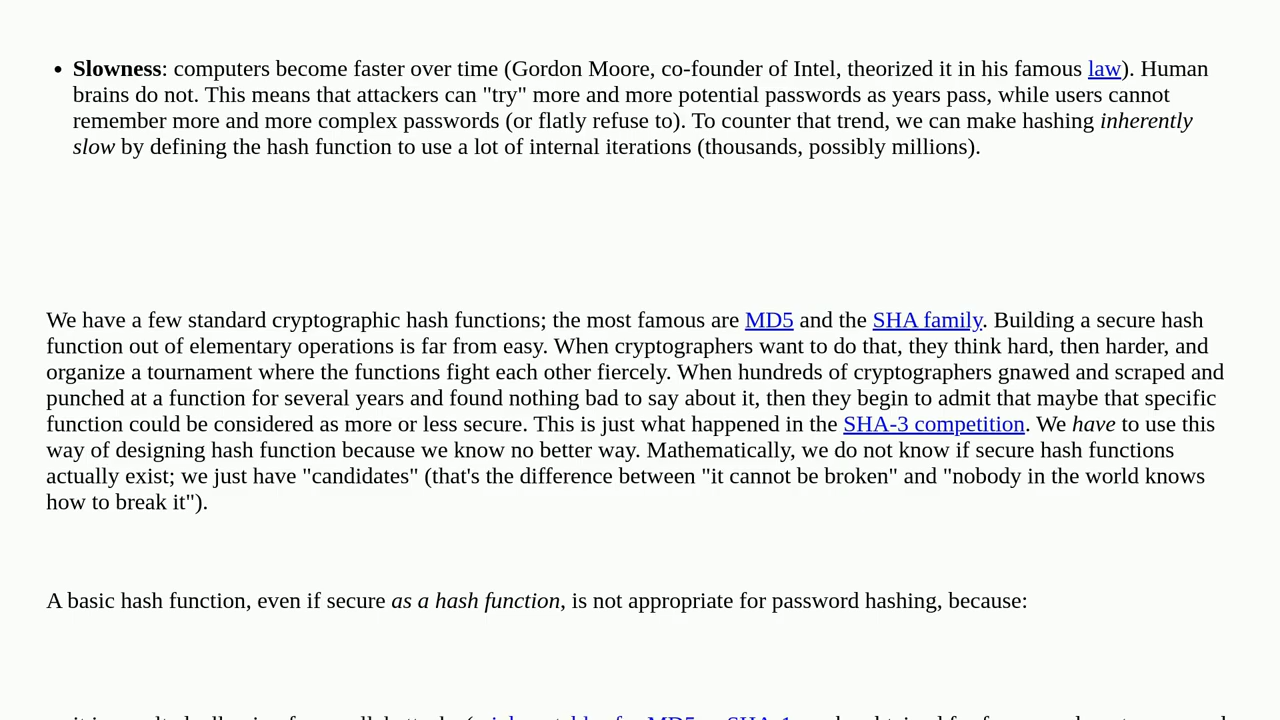 • Slowness: computers become faster over time (Gordon Moore, co-founder of Intel, theorized it in his famous law). Human
brains do not. This means that attackers can "try" more and more potential passwords as years pass, while users cannot
remember more and more complex passwords (or flatly refuse to). To counter that trend, we can make hashing inherently
slow by defining the hash function to use a lot of internal iterations (thousands, possibly millions).
We have a few standard cryptographic hash functions; the most famous are MD5 and the SHA family. Building a secure hash
function out of elementary operations is far from easy. When cryptographers want to do that, they think hard, then harder, and
organize a tournament where the functions fight each other fiercely. When hundreds of cryptographers gnawed and scraped and
punched at a function for several years and found nothing bad to say about it, then they begin to admit that maybe that specific
function could be considered as more or less secure. This is just what happened in the SHA-3 competition. We have to use this
way of designing hash function because we know no better way. Mathematically, we do not know if secure hash functions
actually exist; we just have "candidates" (that's the difference between "it cannot be broken" and "nobody in the world knows
how to break it").
A basic hash function, even if secure as a hash function, is not appropriate for password hashing, because: